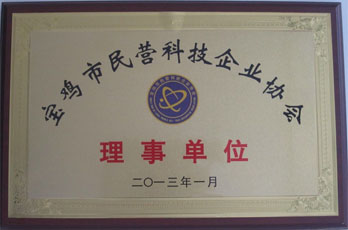 宝鸡市民营科技企业协会
理事单位
二〇一三年一月